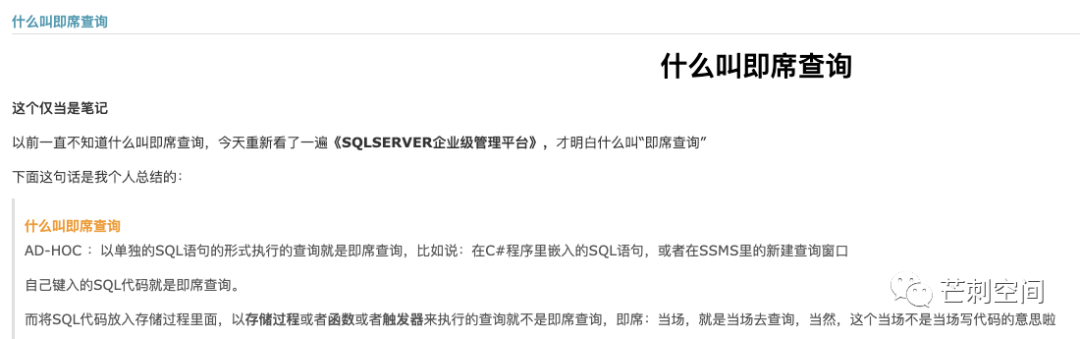 什么叫即席查询
什么叫即席查询
这个仅当是笔记
以前一直不知道什么叫即席查询，今天重新看了一遍《SQLSERVER企业级管理平台》，才明白什么叫“即席查询”
下面这句话是我个人总结的：
什么叫即席查询
AD-HOC ：以单独的SQL语句的形式执行的查询就是即席查询，比如说：在C#程序里嵌入的SQL语句，或者在SSMS里的新建查询窗口
自己键入的SQL代码就是即席查询。
而将SQL代码放入存储过程里面，以存储过程或者函数或者触发器来执行的查询就不是即席查询，即席：当场，就是当场去查询，当然，这个当场不是当场写代码的意思啦
芒刺空间